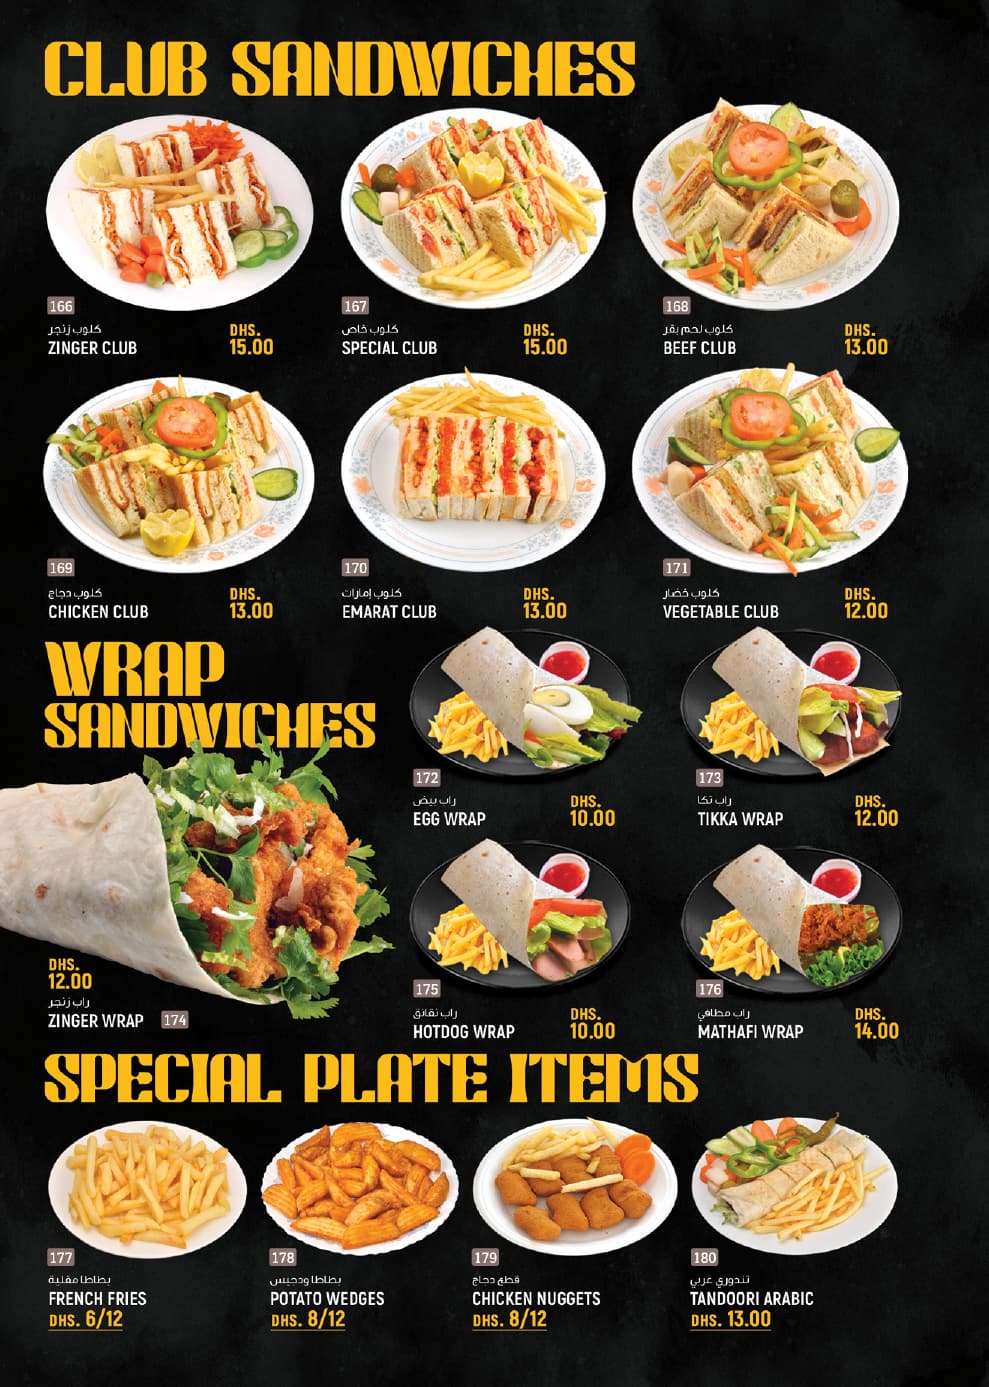 CLUB SANDWICHES
166
كلوب زنجر
ZINGER CLUB
DHS.
15.00
167
كلوب خاص
SPECIAL CLUB
DHS.
15.00
168
كلوب لحم بقر
BEEF CLUB
DHS.
13.00
169
كلوب دجاج
CHICKEN CLUB
DHS.
13.00
170
كلوب إمارات
EMARAT CLUB
DHS.
13.00
171
كلوب خضار
VEGETABLE CLUB
DHS.
12.00
WRAP
SANDWICHES
172
راب بيض
EGG WRAP
DHS.
10.00
173
راب تكا
TIKKA WRAP
DHS.
12.00
DHS.
12.00
راب زنجر
ZINGER WRAP 174
175
راب نقانق
HOTDOG WRAP
DHS.
10.00
176
راب مطافي
MATHAFI WRAP
DHS.
14.00
SPECIAL PLATE ITEMS
177
بطاطا مقلية
FRENCH FRIES
DHS. 6/12
178
بطاطا ودجيس
POTATO WEDGES
DHS. 8/12
179
قطع دجاج
CHICKEN NUGGETS
DHS. 8/12
180
تندوري عربي
TANDOORI ARABIC
DHS. 13.00